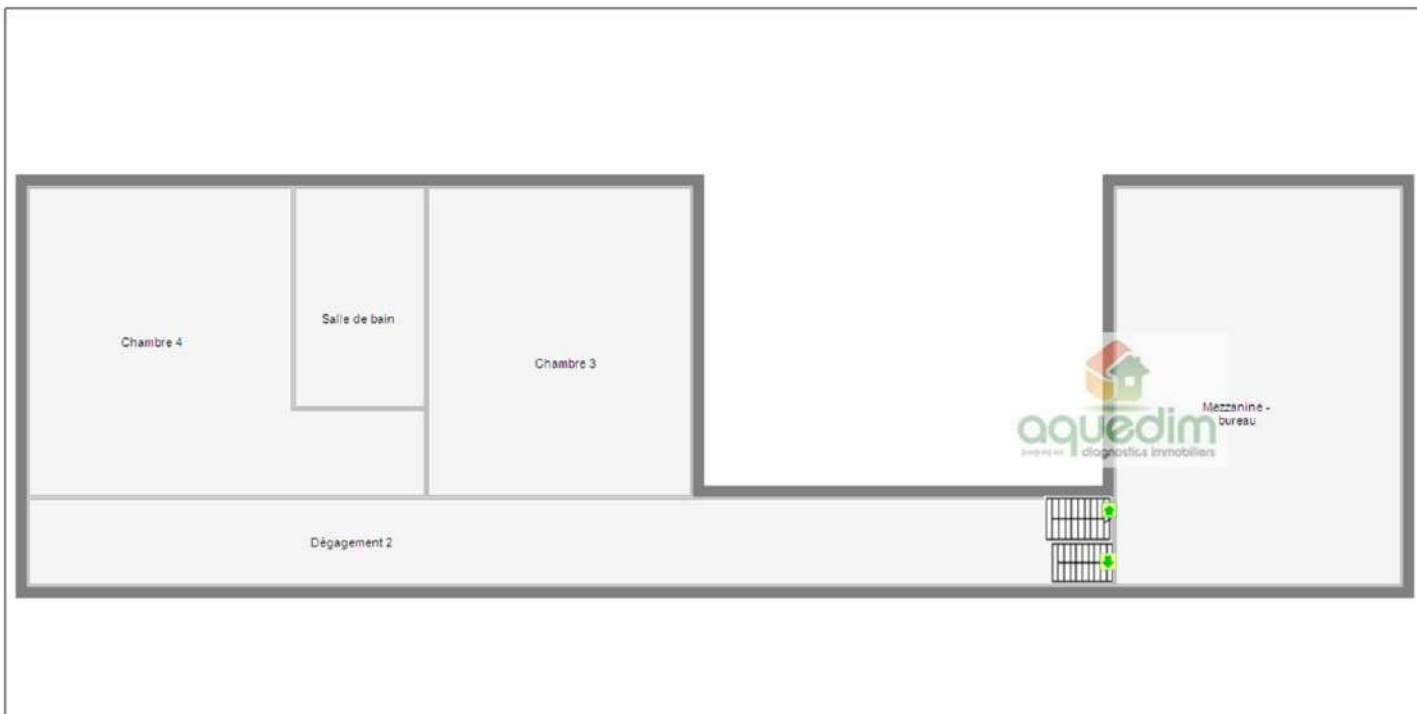 Salle de bain
Chambre 4
Chambre 3
Mezzanine -
bureau
aquedim
diagnostics immobiliers
Dégagement 2